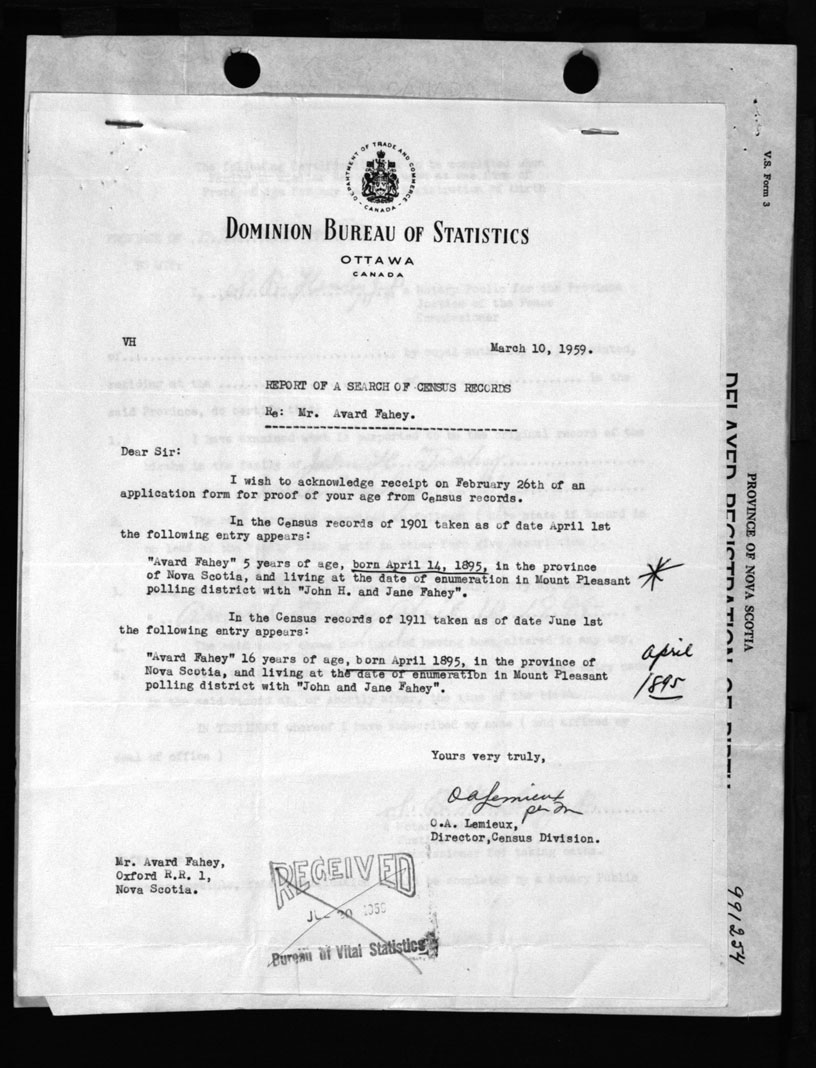 DEPARTMENT OF TRADE AND COMMERCE
CANADA
DOMINION BUREAU OF STATISTICS
OTTAWA
CANADA
VH
March 10, 1959.
REPORT OF A SEARCH OF CENSUS RECORDS
Re: Mr. Avard Fahey.
Dear Sir:
I wish to acknowledge receipt on February 26th of an
application form for proof of your age from Census records.
In the Census records of 1901 taken as of date April 1st
the following entry appears:
"Avard Fahey" 5 years of age, born April 14, 1895, in the province
of Nova Scotia, and living at the date of enumeration in Mount Pleasant
polling district with "John H. and Jane Fahey".
In the Census records of 1911 taken as of date June 1st
the following entry appears:
"Avard Fahey" 16 years of age, born April 1895, in the province of
Nova Scotia, and living at the date of enumeration in Mount Pleasant
polling district with "John and Jane Fahey".
April
1895
Yours very truly,
OALemieux
per
O.A. Lemieux,
Director,Census Division.
Mr. Avard Fahey,
Oxford R.R. 1,
Nova Scotia.
RECEIVED
Bureau of Vital Statistics
V.S. Form 3
PROVINCE OF NOVA SCOTIA
DELAYED REGISTRATION OF BIRTH
991254